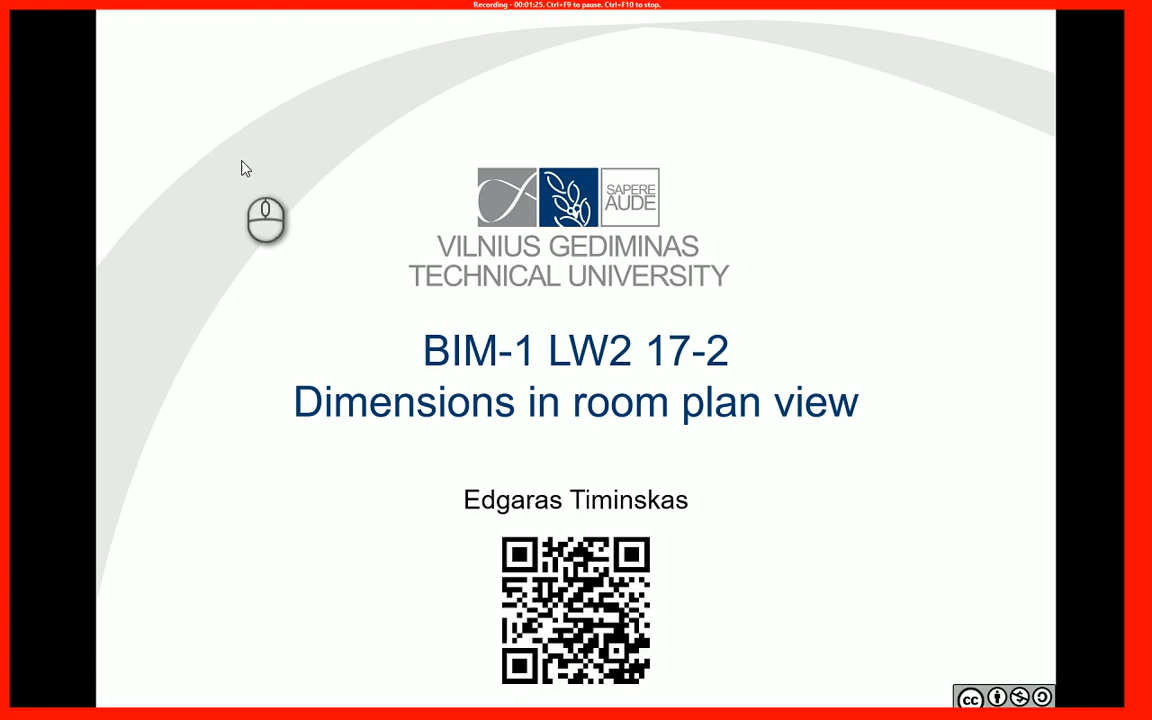 Recording - 00:01:25. Ctrl+F9 to pause. Ctrl+F10 to stop.
SAPERE
AUDE
VILNIUS GEDIMINAS
TECHNICAL UNIVERSITY
BIM-1 LW2 17-2
Dimensions in room plan view
Edgaras Timinskas
cc